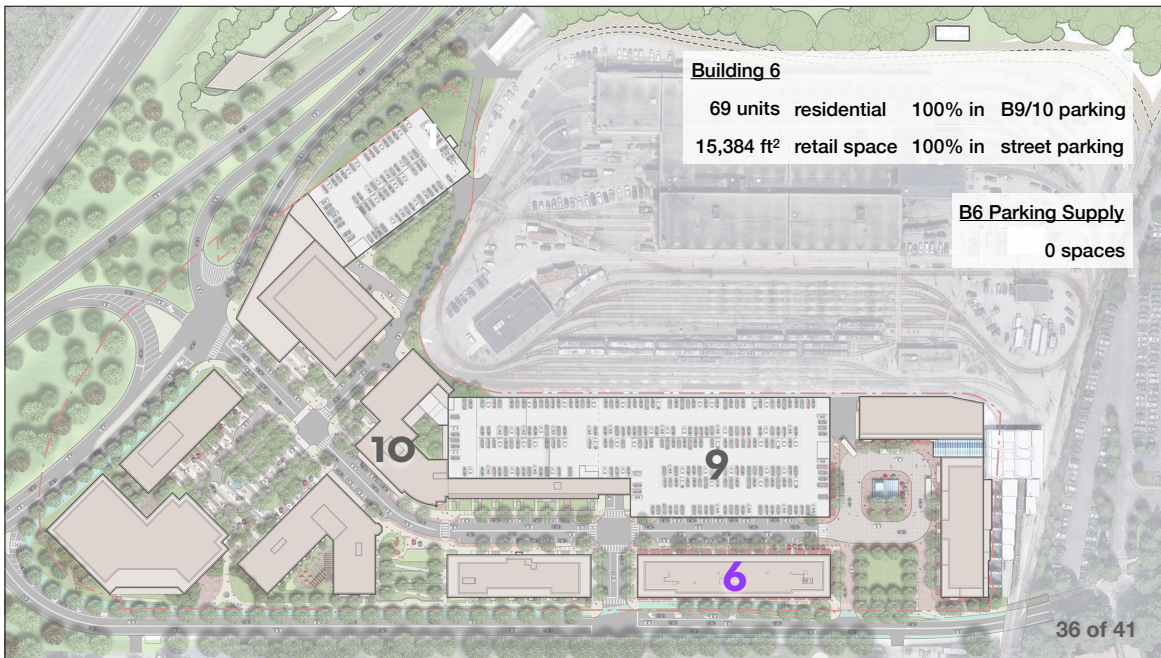 Building 6
69 units residential 100% in B9/10 parking
15,384 ft² retail space 100% in street parking
B6 Parking Supply
0 spaces
1
10
9
6
36 of 41